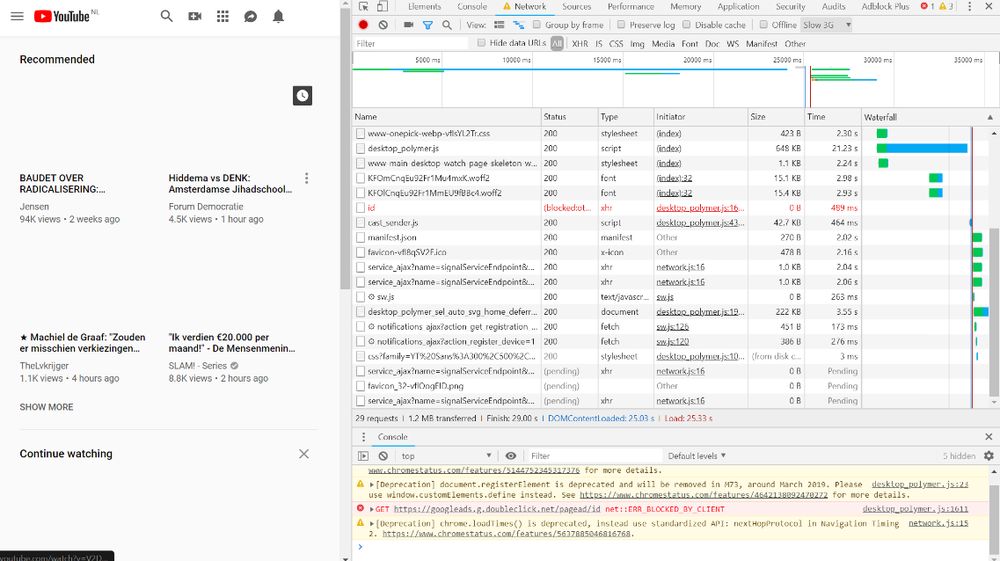 YouTube NL
Recommended
BAUDET OVER
RADICALISERING:...
Jensen
94K views • 2 weeks ago
Hiddema vs DENK:
Amsterdamse Jihadschool...
Forum Democratie
4.5K views • 1 hour ago
★ Machiel de Graaf: "Zouden
er misschien verkiezingen...
TheLvkrijger
1.1K views • 4 hours ago
"Ik verdien €20.000 per
maand!" - De Mensenmenin...
SLAM! - Series
8.8K views • 2 hours ago
SHOW MORE
Continue watching
youtube.com/watch?v=V2D...
Elements Console Network Sources Performance Memory Application Security Audits Adblock Plus 1 3
View: Group by frame Preserve log Disable cache Offline Slow 3G
Filter Hide data URLs All XHR JS CSS Img Media Font Doc WS Manifest Other
5000 ms 10000 ms 15000 ms 20000 ms 25000 ms 30000 ms 35000 ms
Name Status Type Initiator Size Time Waterfall
www-onepick-webp-vflsYL2Tr.css 200 stylesheet (index) 423 B 2.30 s
desktop_polymer.js 200 script (index) 648 KB 21.23 s
www-main-desktop-watch-page-skeleton-w... 200 stylesheet (index) 1.1 KB 2.24 s
KFOmCnqEu92Fr1Mu4mxK.woff2 200 font (index):32 15.1 KB 2.98 s
KFOlCnqEu92Fr1MmEU9fBBc4.woff2 200 font (index):32 15.4 KB 2.93 s
id (blocked:ot... xhr desktop_polymer.js:16... 0 B 489 ms
cast_sender.js 200 script desktop_polymer.js:43... 42.7 KB 464 ms
manifest.json 200 manifest Other 270 B 2.02 s
favicon-vfl8qSV2F.ico 200 x-icon Other 478 B 2.16 s
service_ajax?name=signalServiceEndpoint&... 200 xhr network.js:16 1.0 KB 2.04 s
service_ajax?name=signalServiceEndpoint&... 200 xhr network.js:16 1.0 KB 2.06 s
⚙ sw.js 200 text/javascr... sw.js 0 B 263 ms
desktop_polymer_sel_auto_svg_home_deferr... 200 document desktop_polymer.js:19... 222 KB 3.55 s
⚙ notifications_ajax?action_get_registration_... 200 fetch sw.js:126 451 B 173 ms
⚙ notifications_ajax?action_register_device=1 200 fetch sw.js:120 386 B 276 ms
css?family=YT%20Sans%3A300%2C500%2C... 200 stylesheet desktop_polymer.js:10... (from disk c... 3 ms
service_ajax?name=signalServiceEndpoint&... (pending) xhr network.js:16 0 B Pending
favicon_32-vflOogEID.png (pending) Other 0 B Pending
service_ajax?name=signalServiceEndpoint&... (pending) xhr network.js:16 0 B Pending
29 requests | 1.2 MB transferred | Finish: 29.00 s | DOMContentLoaded: 25.03 s | Load: 25.33 s
Console
top Filter Default levels 5 hidden
www.chromestatus.com/features/5144752345317376 for more details.
[Deprecation] document.registerElement is deprecated and will be removed in M73, around March 2019. Please desktop_polymer.js:23
use window.customElements.define instead. See https://www.chromestatus.com/features/4642138092470272 for more details.
GET https://googleads.g.doubleclick.net/pagead/id net::ERR_BLOCKED_BY_CLIENT desktop_polymer.js:1611
[Deprecation] chrome.loadTimes() is deprecated, instead use standardized API: nextHopProtocol in Navigation Timing network.js:15
2. https://www.chromestatus.com/features/5637885046816768.